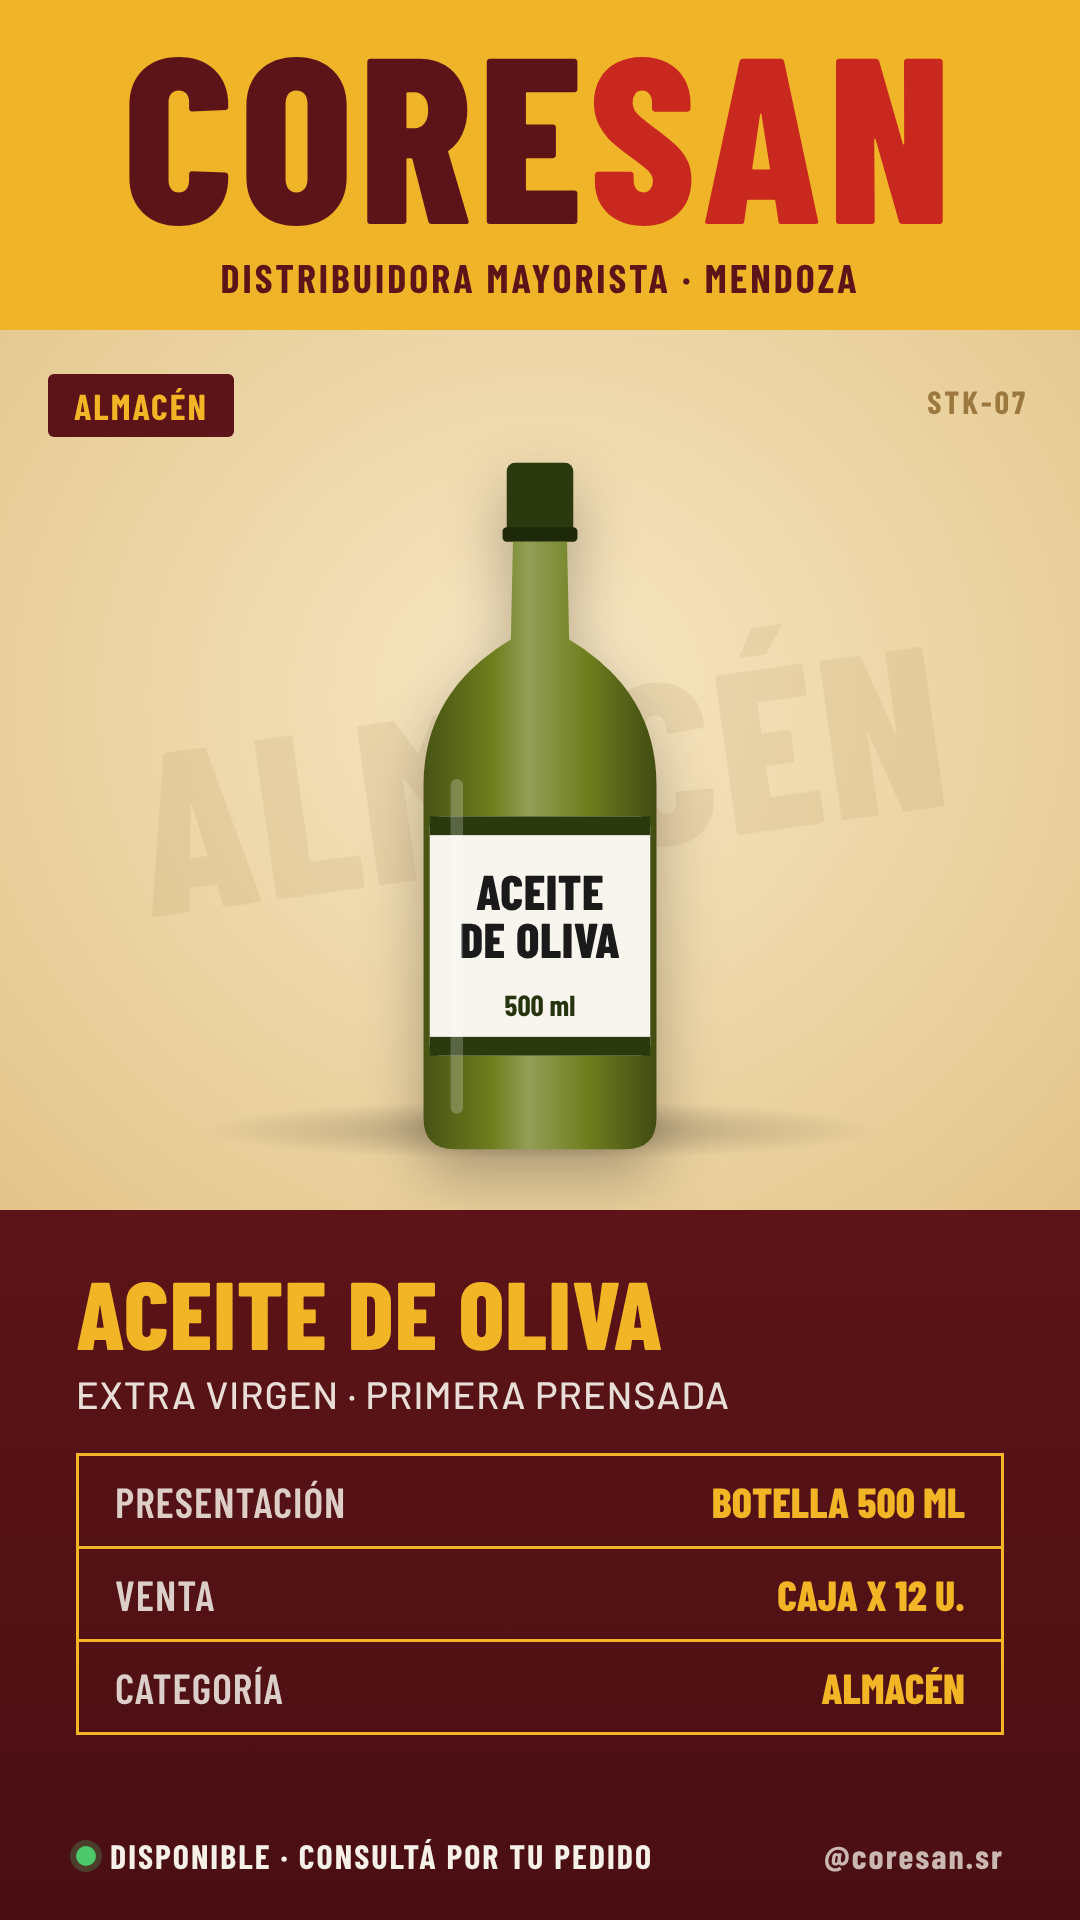 CORESAN
DISTRIBUIDORA MAYORISTA · MENDOZA
ALMACÉN
STK-07
ALMACÉN
ACEITE
DE OLIVA
500 ml
ACEITE DE OLIVA
EXTRA VIRGEN · PRIMERA PRENSADA
PRESENTACIÓN BOTELLA 500 ML
VENTA CAJA X 12 U.
CATEGORÍA ALMACÉN
DISPONIBLE · CONSULTÁ POR TU PEDIDO
@coresan.sr